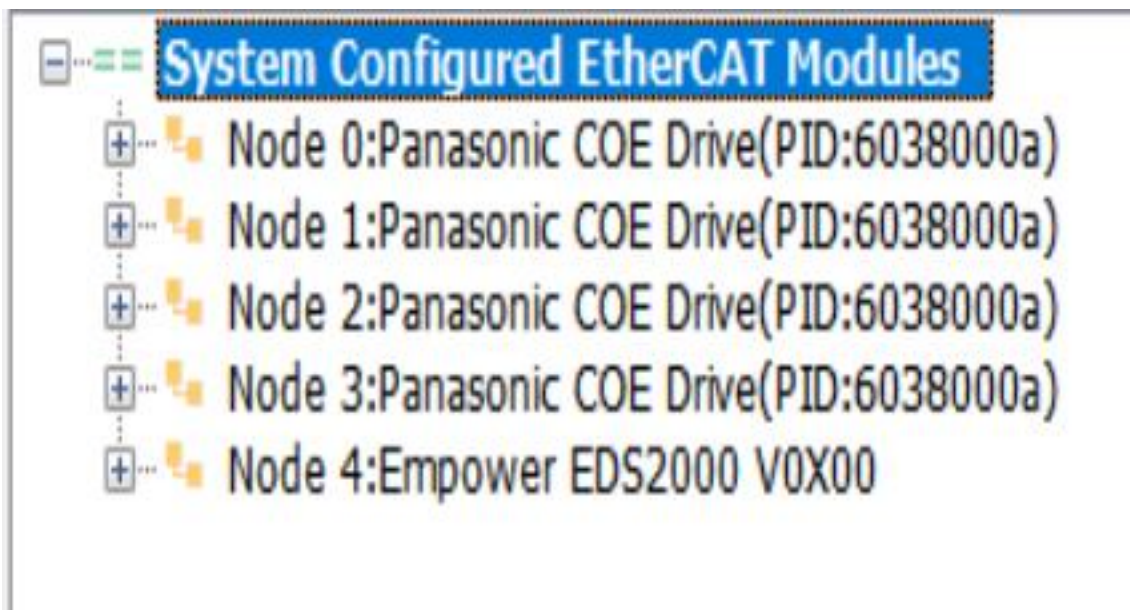 System Configured EtherCAT Modules
Node 0:Panasonic COE Drive(PID:6038000a)
Node 1:Panasonic COE Drive(PID:6038000a)
Node 2:Panasonic COE Drive(PID:6038000a)
Node 3:Panasonic COE Drive(PID:6038000a)
Node 4:Empower EDS2000 V0X00